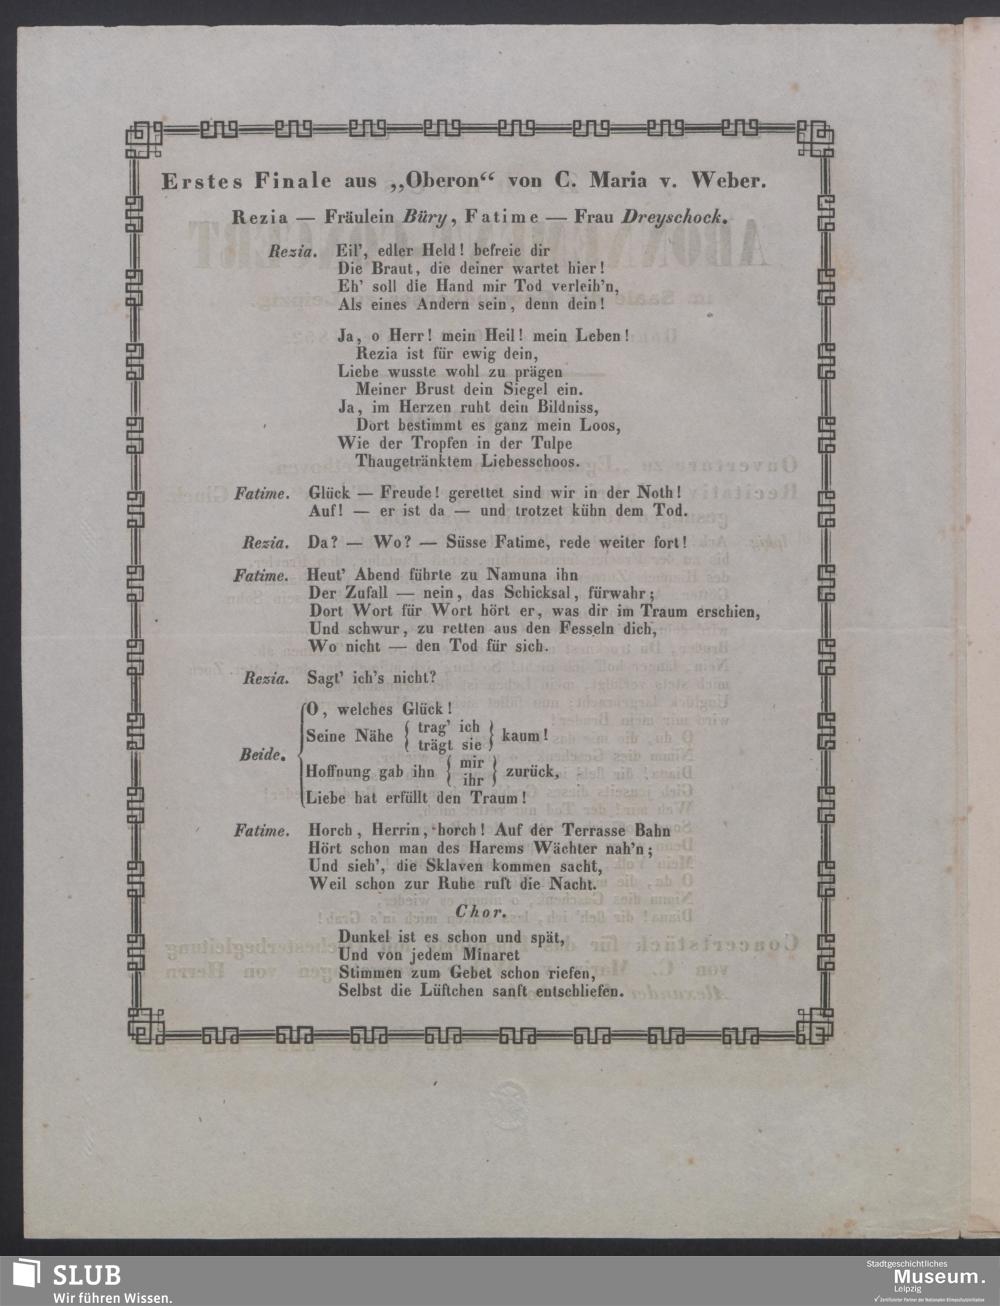 Erstes Finale aus „Oberon“ von C. Maria v. Weber.
Rezia — Fräulein Büry, Fatime — Frau Dreyschock.
Rezia. Eil', edler Held! befreie dir
Die Braut, die deiner wartet hier!
Eh' soll die Hand mir Tod verleih'n,
Als eines Andern sein, denn dein!
Ja, o Herr! mein Heil! mein Leben!
Rezia ist für ewig dein,
Liebe wusste wohl zu prägen
Meiner Brust dein Siegel ein.
Ja, im Herzen ruht dein Bildniss,
Dort bestimmt es ganz mein Loos,
Wie der Tropfen in der Tulpe
Thaugetränktem Liebesschoos.
Fatime. Glück — Freude! gerettet sind wir in der Noth!
Auf! — er ist da — und trotzet kühn dem Tod.
Rezia. Da? — Wo? — Süsse Fatime, rede weiter fort!
Fatime. Heut' Abend führte zu Namuna ihn
Der Zufall — nein, das Schicksal, fürwahr;
Dort Wort für Wort hört er, was dir im Traum erschien,
Und schwur, zu retten aus den Fesseln dich,
Wo nicht — den Tod für sich.
Rezia. Sagt' ich's nicht?
Beide. O, welches Glück!
Seine Nähe { trag' ich
trägt sie } kaum!
Hoffnung gab ihn { mir
ihr } zurück,
Liebe hat erfüllt den Traum!
Fatime. Horch, Herrin, horch! Auf der Terrasse Bahn
Hört schon man des Harems Wächter nah'n;
Und sieh', die Sklaven kommen sacht,
Weil schon zur Ruhe ruft die Nacht.
Chor.
Dunkel ist es schon und spät,
Und von jedem Minaret
Stimmen zum Gebet schon riefen,
Selbst die Lüftchen sanft entschliefen.
SLUB
Wir führen Wissen.
Stadtgeschichtliches
Museum.
Leipzig
Zertifizierter Partner der Nationalen Klimaschutzinitiative